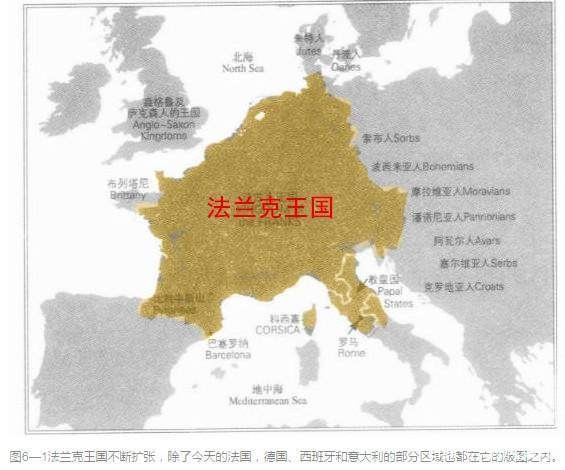 朱特人
Jutes
丹麦人
Danes
北海
North Sea
盎格鲁及
萨克森人的王国
Anglo-Saxon
Kingdoms
索布人Sorbs
波西米亚人Bohemians
布列塔尼
Brittany
摩拉维亚人Moravians
法兰克王国
潘诺尼亚人Pannonians
阿瓦尔人Avars
塞尔维亚人Serbs
教皇国
Papal
States
克罗地亚人Croats
比利牛斯山
Pyrenees
科西嘉
CORSICA
巴塞罗纳
Barcelona
罗马
Rome
地中海
Mediterranean Sea
图6—1法兰克王国不断扩张，除了今天的法国，德国、西班牙和意大利的部分区域也都在它的版图之内。